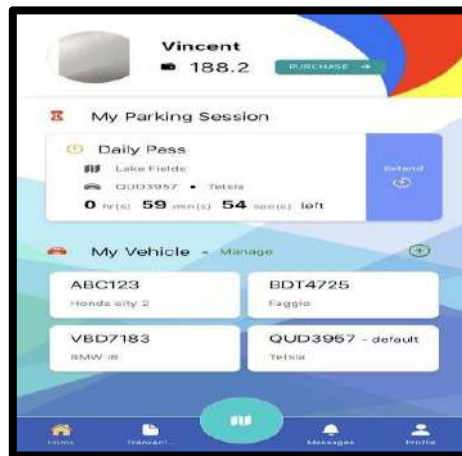 Vincent
188.2
PURCHASE →
My Parking Session
Daily Pass
Lake Fields
QUD3957 • Tetsla
0 hr(s) 59 min(s) 54 sec(s) left
Extend
My Vehicle - Manage
ABC123
Honda city 2
BDT4725
Faggio
VBD7183
BMW i8
QUD3957 - default
Tetsla
Home
Transact...
Messages
Profile